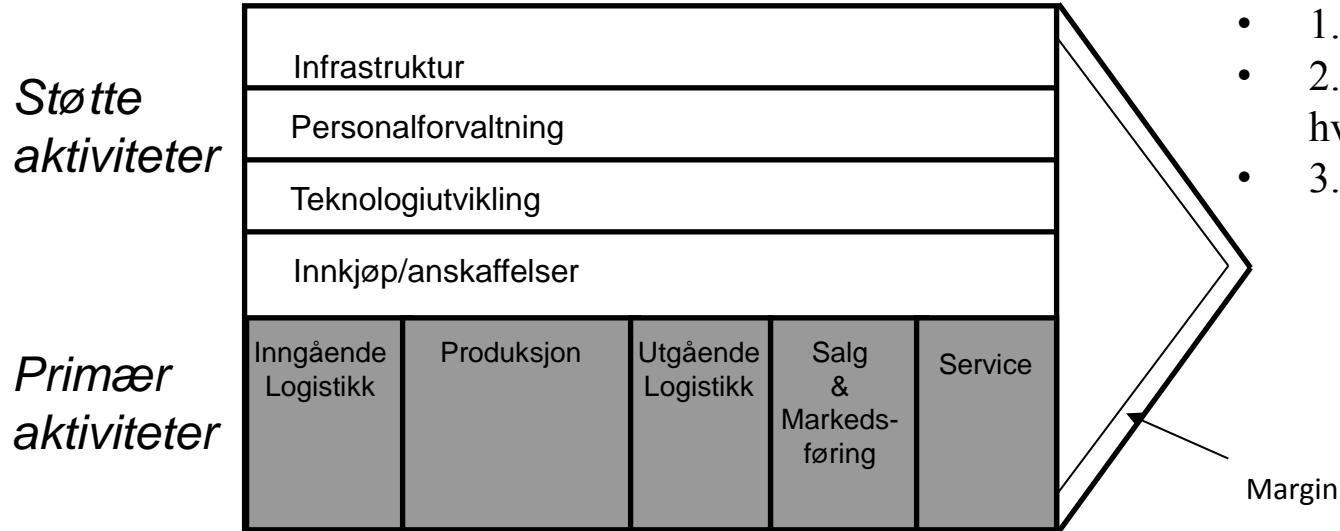 Støtte
aktiviteter
Infrastruktur
Personalforvaltning
Teknologiutvikling
Innkjøp/anskaffelser
Primær
aktiviteter
Inngående
Logistikk
Produksjon
Utgående
Logistikk
Salg
&
Markeds-
føring
Service
Margin
• 1.
• 2.
hv
• 3.